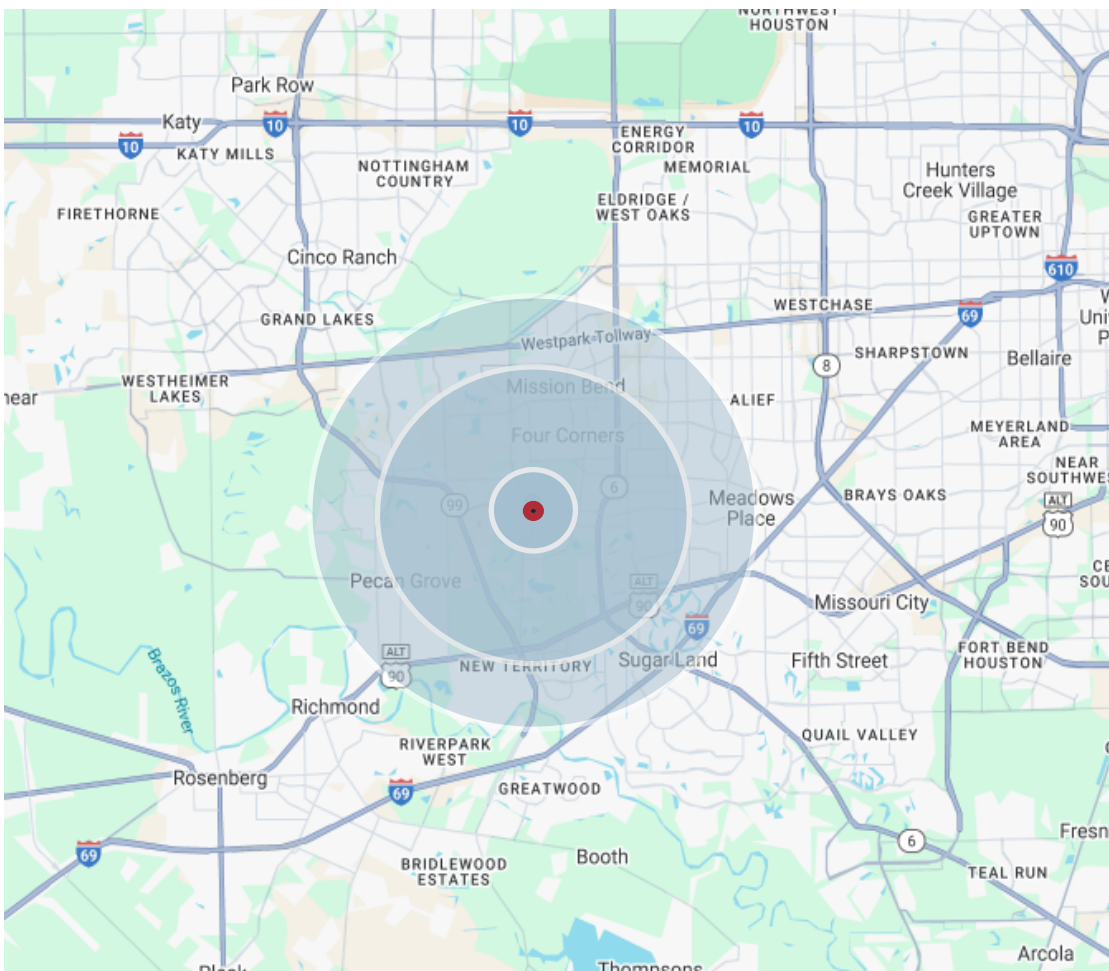 NORTHWEST
HOUSTON
Park Row
Katy
10
10
10
10
KATY MILLS
ENERGY
CORRIDOR
NOTTINGHAM
COUNTRY
MEMORIAL
Hunters
Creek Village
FIRETHORNE
ELDRIDGE /
WEST OAKS
GREATER
UPTOWN
Cinco Ranch
610
GRAND LAKES
WESTCHASE
69
Westpark Tollway
SHARPSTOWN
Bellaire
8
WESTHEIMER
LAKES
Mission Bend
ALIEF
Four Corners
MEYERLAND
AREA
NEAR
SOUTHWES
99
6
Meadows
Place
BRAYS OAKS
ALT
90
Pecan Grove
ALT
90
Missouri City
69
ALT
90
NEW TERRITORY
Sugar Land
Fifth Street
FORT BEND
HOUSTON
Brazos River
Richmond
RIVERPARK
WEST
QUAIL VALLEY
Rosenberg
69
GREATWOOD
69
6
Booth
BRIDLEWOOD
ESTATES
TEAL RUN
Arcola
Thompsons